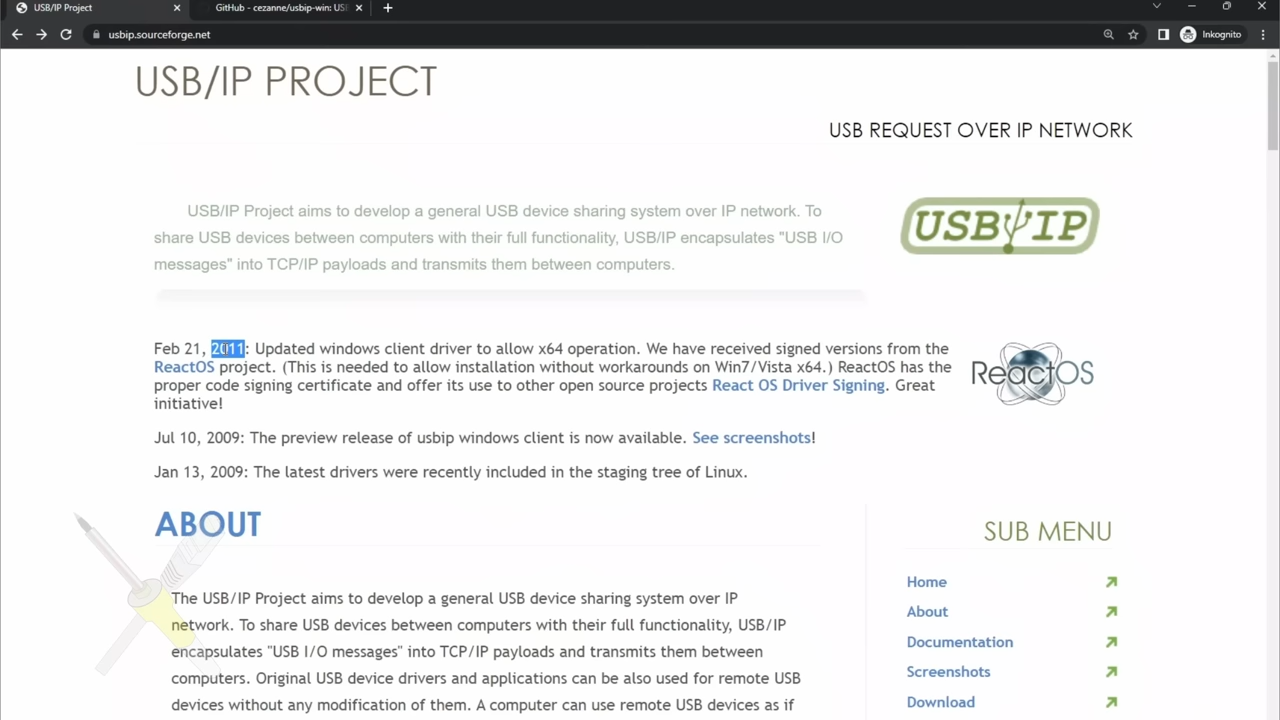 USB/IP Project
GitHub - cezanne/usbip-win: USB
usbip.sourceforge.net
Inkognito
USB/IP PROJECT
USB REQUEST OVER IP NETWORK
USB/IP Project aims to develop a general USB device sharing system over IP network. To
share USB devices between computers with their full functionality, USB/IP encapsulates "USB I/O
messages" into TCP/IP payloads and transmits them between computers.
USB IP
Feb 21, 2011: Updated windows client driver to allow x64 operation. We have received signed versions from the
ReactOS project. (This is needed to allow installation without workarounds on Win7/Vista x64.) ReactOS has the
proper code signing certificate and offer its use to other open source projects React OS Driver Signing. Great
initiative!
ReactOS
Jul 10, 2009: The preview release of usbip windows client is now available. See screenshots!
Jan 13, 2009: The latest drivers were recently included in the staging tree of Linux.
ABOUT
The USB/IP Project aims to develop a general USB device sharing system over IP
network. To share USB devices between computers with their full functionality, USB/IP
encapsulates "USB I/O messages" into TCP/IP payloads and transmits them between
computers. Original USB device drivers and applications can be also used for remote USB
devices without any modification of them. A computer can use remote USB devices as if
SUB MENU
Home
About
Documentation
Screenshots
Download